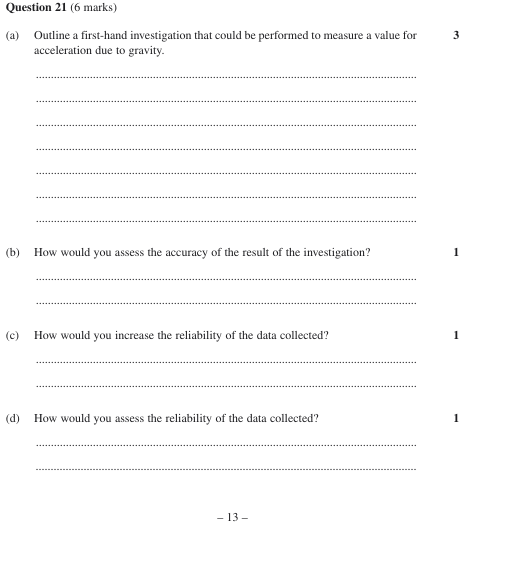 Question 21 (6 marks)
(a) Outline a first-hand investigation that could be performed to measure a value for 3
acceleration due to gravity.
(b) How would you assess the accuracy of the result of the investigation? 1
(c) How would you increase the reliability of the data collected? 1
(d) How would you assess the reliability of the data collected? 1
– 13 –